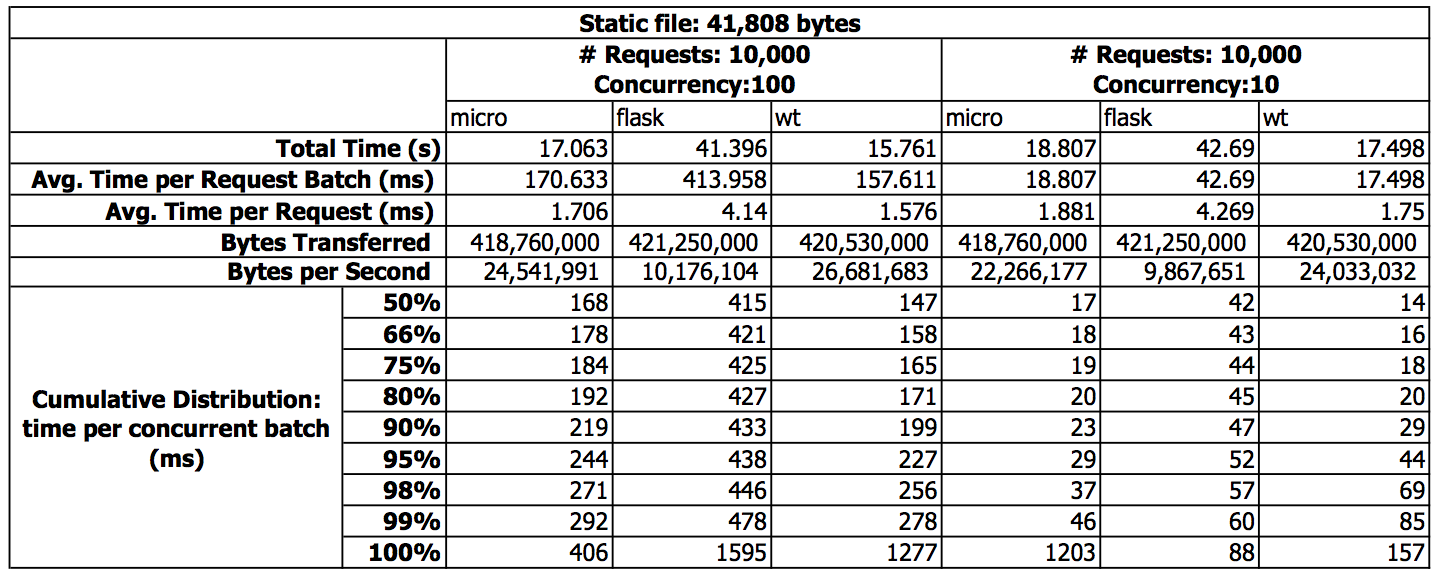 Static file: 41,808 bytes
# Requests: 10,000 # Requests: 10,000
Concurrency:100 Concurrency:10
micro flask wt micro flask wt
Total Time (s) 17.063 41.396 15.761 18.807 42.69 17.498
Avg. Time per Request Batch (ms) 170.633 413.958 157.611 18.807 42.69 17.498
Avg. Time per Request (ms) 1.706 4.14 1.576 1.881 4.269 1.75
Bytes Transferred 418,760,000 421,250,000 420,530,000 418,760,000 421,250,000 420,530,000
Bytes per Second 24,541,991 10,176,104 26,681,683 22,266,177 9,867,651 24,033,032
Cumulative Distribution:
time per concurrent batch
(ms)
50% 168 415 147 17 42 14
66% 178 421 158 18 43 16
75% 184 425 165 19 44 18
80% 192 427 171 20 45 20
90% 219 433 199 23 47 29
95% 244 438 227 29 52 44
98% 271 446 256 37 57 69
99% 292 478 278 46 60 85
100% 406 1595 1277 1203 88 157